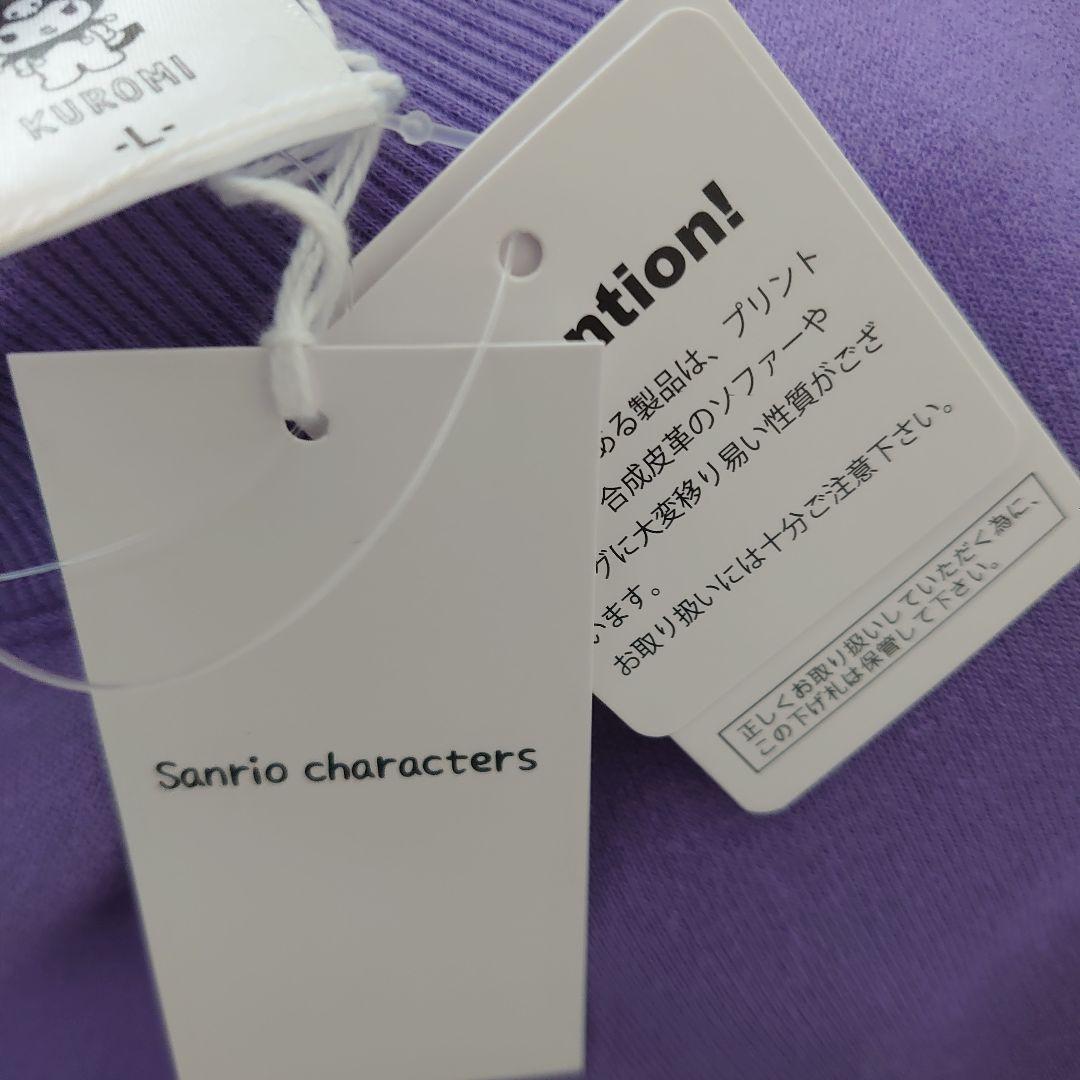 KUROMI
-L-
ntion!
ある製品は、プリント
合成皮革のソファーや
グに大変移り易い性質がござ
います。
お取り扱いには十分ご注意下さい。
正しくお取り扱いしていただく為に、
この下げ札は保管して下さい。
Sanrio characters